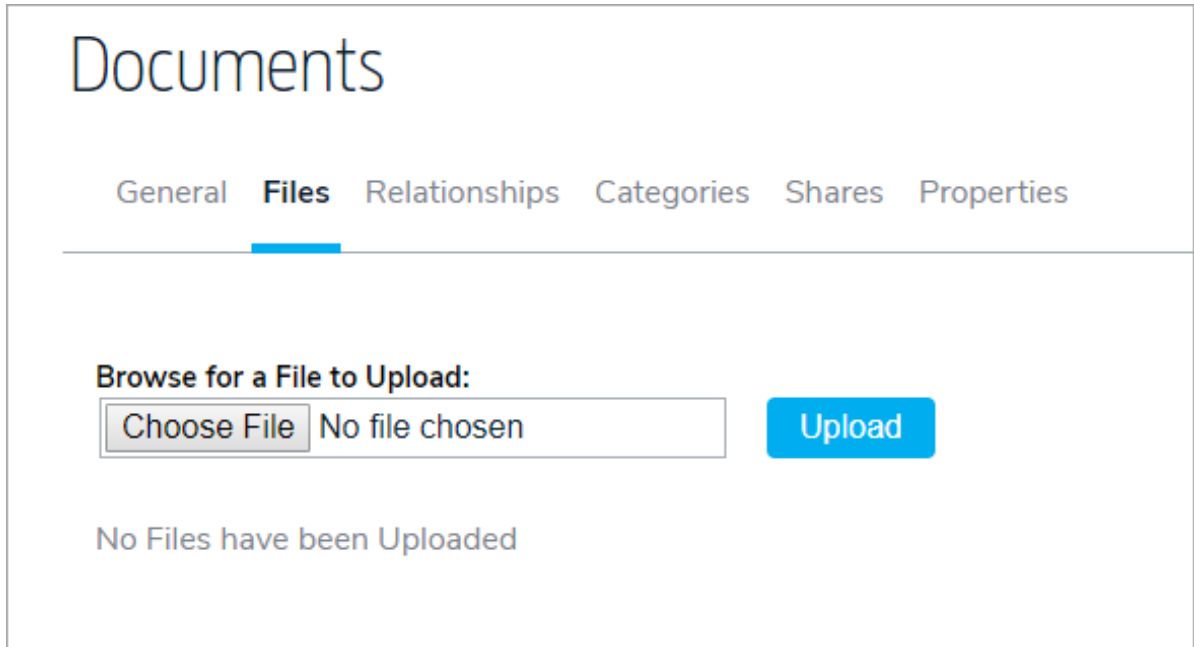 Documents
General Files Relationships Categories Shares Properties
Browse for a File to Upload:
Choose File No file chosen Upload
No Files have been Uploaded